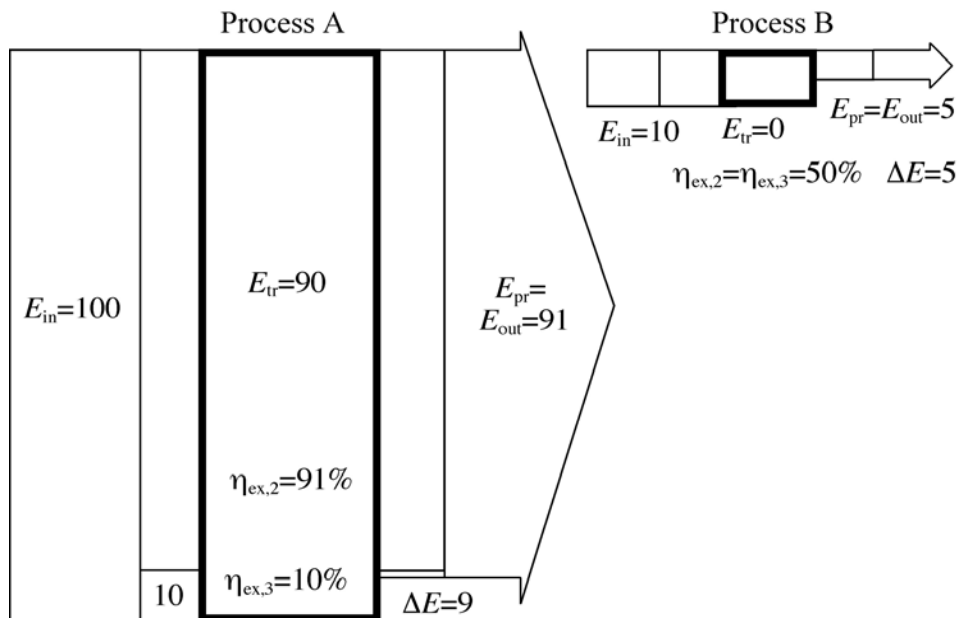 Process A
E_in=100
10
E_tr=90
η_ex,2=91%
η_ex,3=10%
ΔE=9
E_pr=
E_out=91
Process B
E_in=10
E_tr=0
E_pr=E_out=5
η_ex,2=η_ex,3=50%
ΔE=5